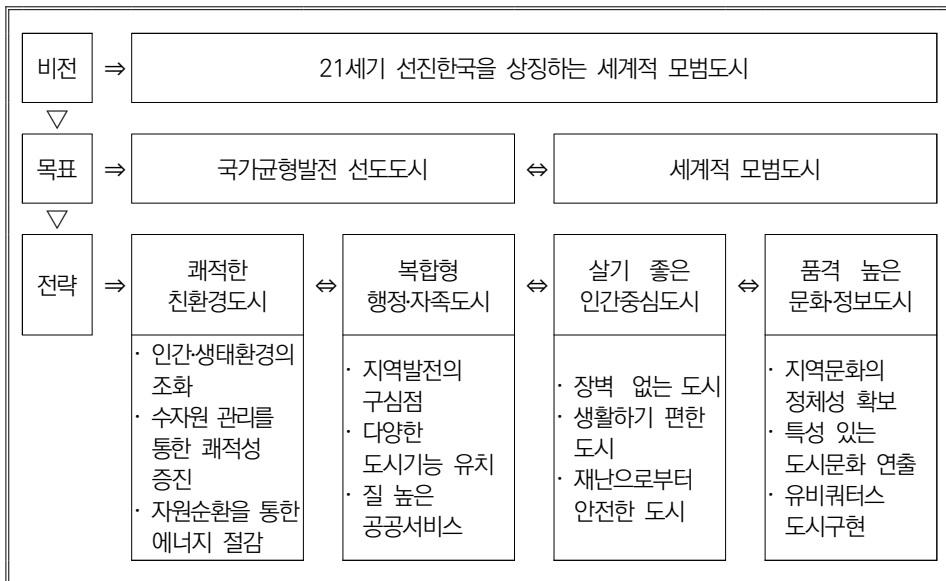 비전 ⇒ 21세기 선진한국을 상징하는 세계적 모범도시
▽
목표 ⇒ 국가균형발전 선도도시 ⇔ 세계적 모범도시
▽
전략 ⇒
쾌적한
친환경도시
⇔
복합형
행정·자족도시
⇔
살기 좋은
인간중심도시
⇔
품격 높은
문화·정보도시
· 인간·생태환경의
조화
· 수자원 관리를
통한 쾌적성
증진
· 자원순환을 통한
에너지 절감
· 지역발전의
구심점
· 다양한
도시기능 유치
· 질 높은
공공서비스
· 장벽 없는 도시
· 생활하기 편한
도시
· 재난으로부터
안전한 도시
· 지역문화의
정체성 확보
· 특성 있는
도시문화 연출
· 유비쿼터스
도시구현